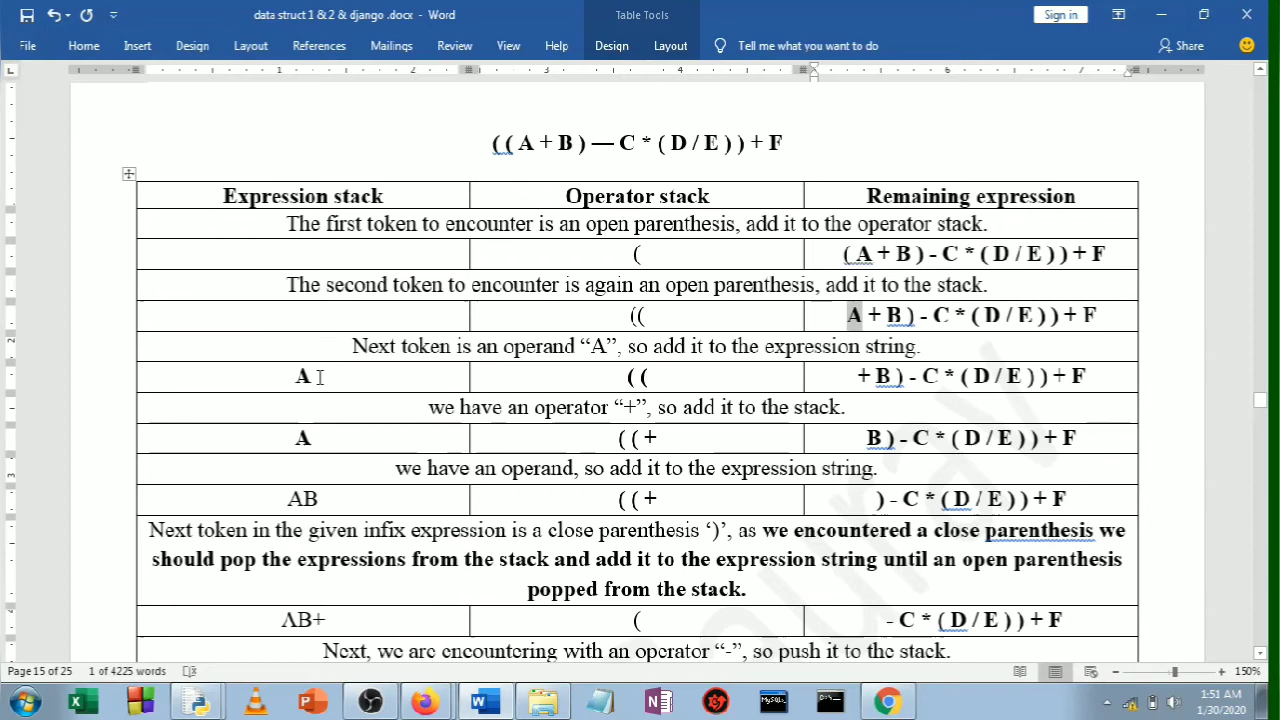 data struct 1 & 2 & django .docx - Word
Table Tools
Sign in
File Home Insert Design Layout References Mailings Review View Help Design Layout Tell me what you want to do Share
1 2 3 4 6 7
( ( A + B ) — C * ( D / E ) ) + F
Expression stack Operator stack Remaining expression
The first token to encounter is an open parenthesis, add it to the operator stack.
( ( A + B ) - C * ( D / E ) ) + F
The second token to encounter is again an open parenthesis, add it to the stack.
(( A + B ) - C * ( D / E ) ) + F
Next token is an operand “A”, so add it to the expression string.
A ( ( + B ) - C * ( D / E ) ) + F
we have an operator “+”, so add it to the stack.
A ( ( + B ) - C * ( D / E ) ) + F
we have an operand, so add it to the expression string.
AB ( ( + ) - C * ( D / E ) ) + F
Next token in the given infix expression is a close parenthesis ‘)’, as we encountered a close parenthesis we
should pop the expressions from the stack and add it to the expression string until an open parenthesis
popped from the stack.
AB+ ( - C * ( D / E ) ) + F
Next, we are encountering with an operator “-”, so push it to the stack.
Page 15 of 25 1 of 4225 words 150%
1:51 AM
1/30/2020